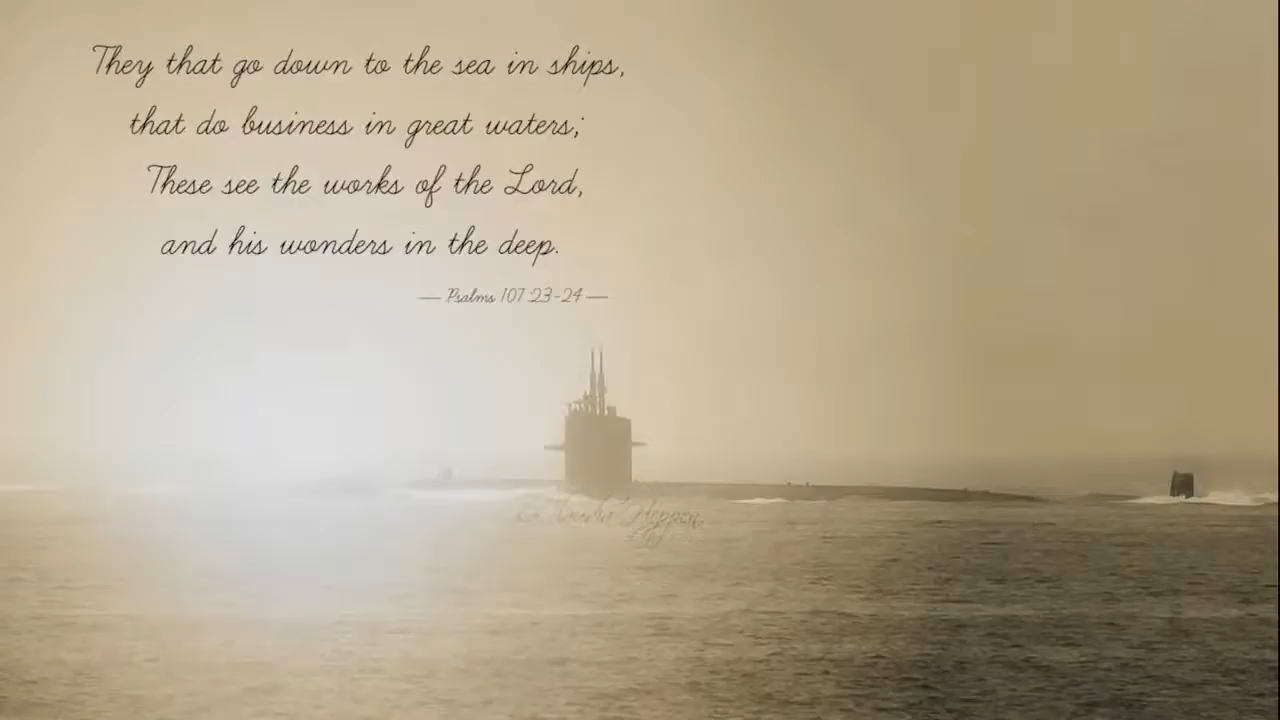 They that go down to the sea in ships,
that do business in great waters;
These see the works of the Lord,
and his wonders in the deep.
— Psalms 107:23-24 —